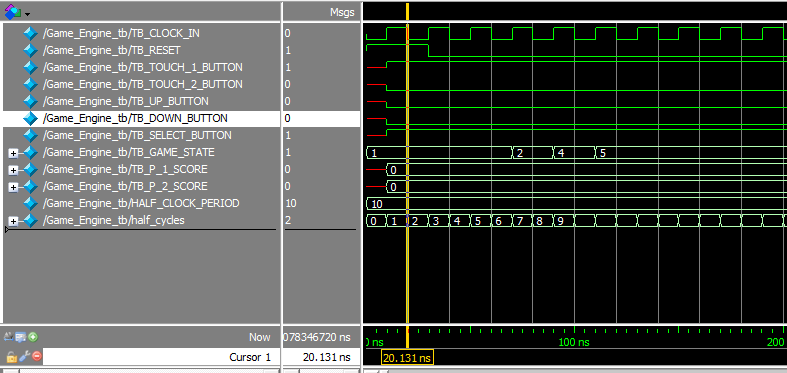 Msgs
/Game_Engine_tb/TB_CLOCK_IN 0
/Game_Engine_tb/TB_RESET 1
/Game_Engine_tb/TB_TOUCH_1_BUTTON 1
/Game_Engine_tb/TB_TOUCH_2_BUTTON 0
/Game_Engine_tb/TB_UP_BUTTON 0
/Game_Engine_tb/TB_DOWN_BUTTON 0
/Game_Engine_tb/TB_SELECT_BUTTON 1
/Game_Engine_tb/TB_GAME_STATE 1 1 2 4 5
/Game_Engine_tb/TB_P_1_SCORE 0 0
/Game_Engine_tb/TB_P_2_SCORE 0 0
/Game_Engine_tb/HALF_CLOCK_PERIOD 10 10
/Game_Engine_tb/half_cycles 2 0 1 2 3 4 5 6 7 8 9
Now 078346720 ns ns 100 ns 200
Cursor 1 20.131 ns 20.131 ns